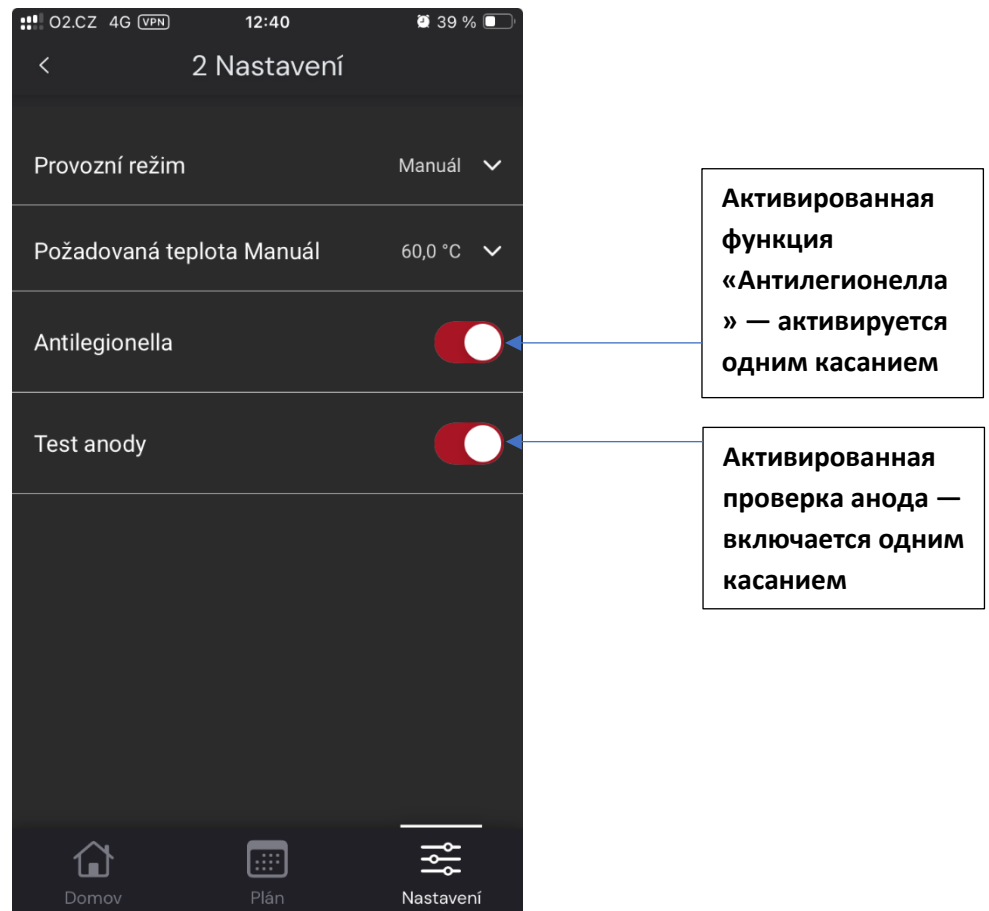 O2.CZ 4G VPN 12:40 39 %
2 Nastavení
Provozní režim Manuál
Požadovaná teplota Manuál 60,0 °C
Antilegionella
Test anody
Domov Plán Nastavení
Активированная
функция
«Антилегионелла
» — активируется
одним касанием
Активированная
проверка анода —
включается одним
касанием